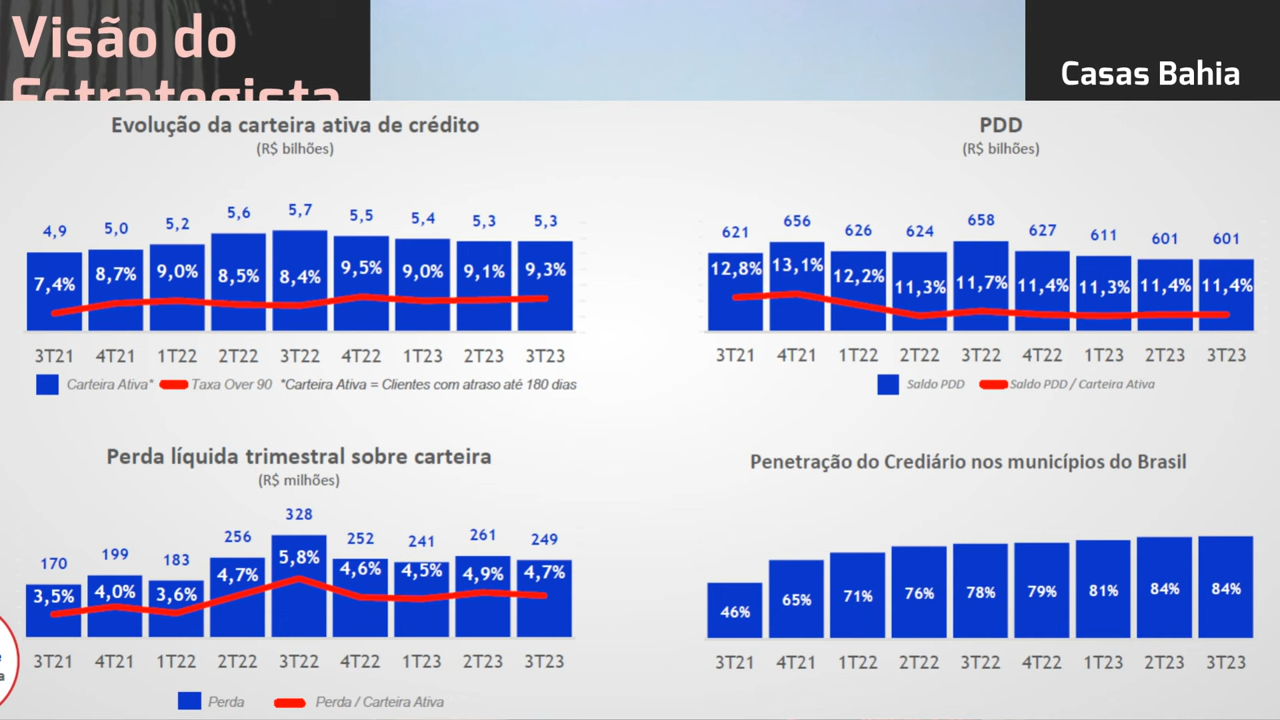 Visão do
Estrategista
Casas Bahia
Evolução da carteira ativa de crédito
(R$ bilhões)
4,9 5,0 5,2 5,6 5,7 5,5 5,4 5,3 5,3
7,4% 8,7% 9,0% 8,5% 8,4% 9,5% 9,0% 9,1% 9,3%
3T21 4T21 1T22 2T22 3T22 4T22 1T23 2T23 3T23
Carteira Ativa* Taxa Over 90 *Carteira Ativa = Clientes com atraso até 180 dias
PDD
(R$ bilhões)
621 656 626 624 658 627 611 601 601
12,8% 13,1% 12,2% 11,3% 11,7% 11,4% 11,3% 11,4% 11,4%
3T21 4T21 1T22 2T22 3T22 4T22 1T23 2T23 3T23
Saldo PDD Saldo PDD / Carteira Ativa
Perda líquida trimestral sobre carteira
(R$ milhões)
170 199 183 256 328 252 241 261 249
3,5% 4,0% 3,6% 4,7% 5,8% 4,6% 4,5% 4,9% 4,7%
3T21 4T21 1T22 2T22 3T22 4T22 1T23 2T23 3T23
Perda Perda / Carteira Ativa
Penetração do Crediário nos municípios do Brasil
46% 65% 71% 76% 78% 79% 81% 84% 84%
3T21 4T21 1T22 2T22 3T22 4T22 1T23 2T23 3T23